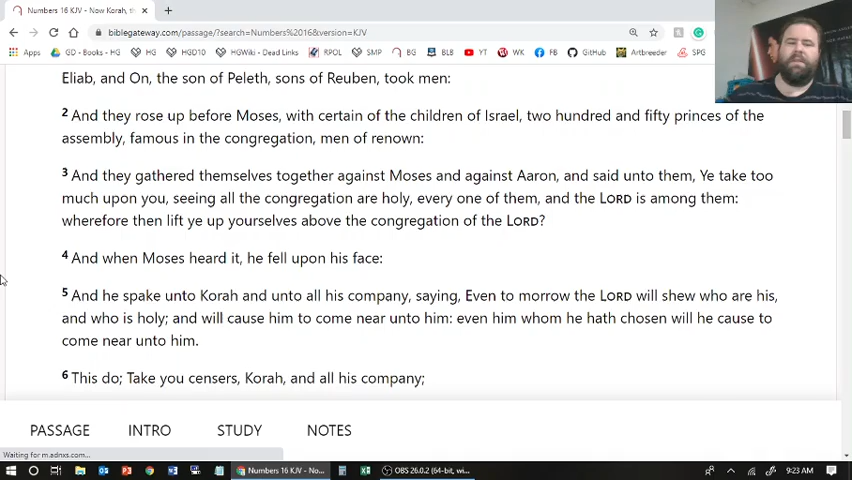 Numbers 16 KJV - Now Korah, th
biblegateway.com/passage/?search=Numbers%2016&version=KJV
Apps GD - Books - HG HG HGD10 HGWiki - Dead Links RPOL SMP BG BLB YT WK FB GitHub Artbreeder SPG
Eliab, and On, the son of Peleth, sons of Reuben, took men:
2 And they rose up before Moses, with certain of the children of Israel, two hundred and fifty princes of the
assembly, famous in the congregation, men of renown:
3 And they gathered themselves together against Moses and against Aaron, and said unto them, Ye take too
much upon you, seeing all the congregation are holy, every one of them, and the LORD is among them:
wherefore then lift ye up yourselves above the congregation of the LORD?
4 And when Moses heard it, he fell upon his face:
5 And he spake unto Korah and unto all his company, saying, Even to morrow the LORD will shew who are his,
and who is holy; and will cause him to come near unto him: even him whom he hath chosen will he cause to
come near unto him.
6 This do; Take you censers, Korah, and all his company;
PASSAGE INTRO STUDY NOTES
Waiting for m.adnxs.com...
Numbers 16 KJV - No... OBS 26.0.2 (64-bit, wi... 9:23 AM